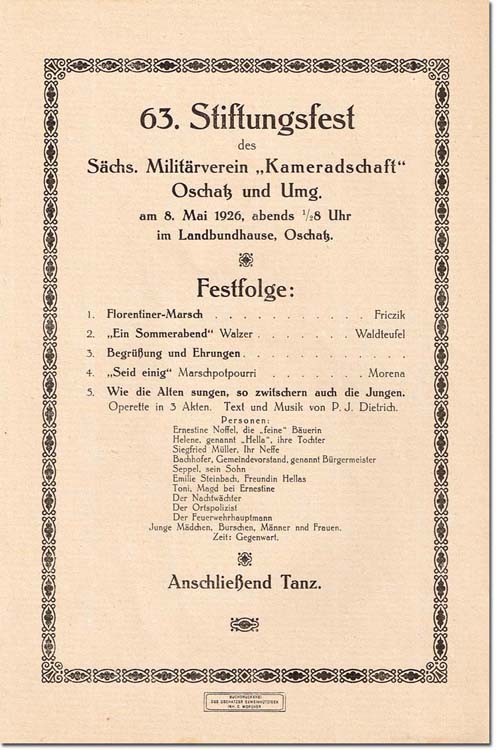 63. Stiftungsfest
des
Sächs. Militärverein „Kameradschaft"
Oschatz und Umg.
am 8. Mai 1926, abends ½8 Uhr
im Landbundhause, Oschatz.
Festfolge:
1. Florentiner-Marsch . . . . . . . . . . . . Friczik
2. „Ein Sommerabend" Walzer . . . . . . . . Waldteufel
3. Begrüßung und Ehrungen . . . . . . . . . . . . .
4. „Seid einig" Marschpotpourri . . . . . . . . Morena
5. Wie die Alten sungen, so zwitschern auch die Jungen.
Operette in 3 Akten. Text und Musik von P. J. Dietrich.
Personen:
Ernestine Noffel, die „feine" Bäuerin
Helene, genannt „Hella", ihre Tochter
Siegfried Müller, Ihr Neffe
Bachhofer, Gemeindevorstand, genannt Bürgermeister
Seppel, sein Sohn
Emilie Steinbach, Freundin Hellas
Toni, Magd bei Ernestine
Der Nachtwächter
Der Ortspolizist
Der Feuerwehrhauptmann
Junge Mädchen, Burschen, Männer nnd Frauen.
Zeit: Gegenwart.
Anschließend Tanz.
BUCHDRUCKEREI
DES OSCHATZER GEMEINNÜTZIGEN